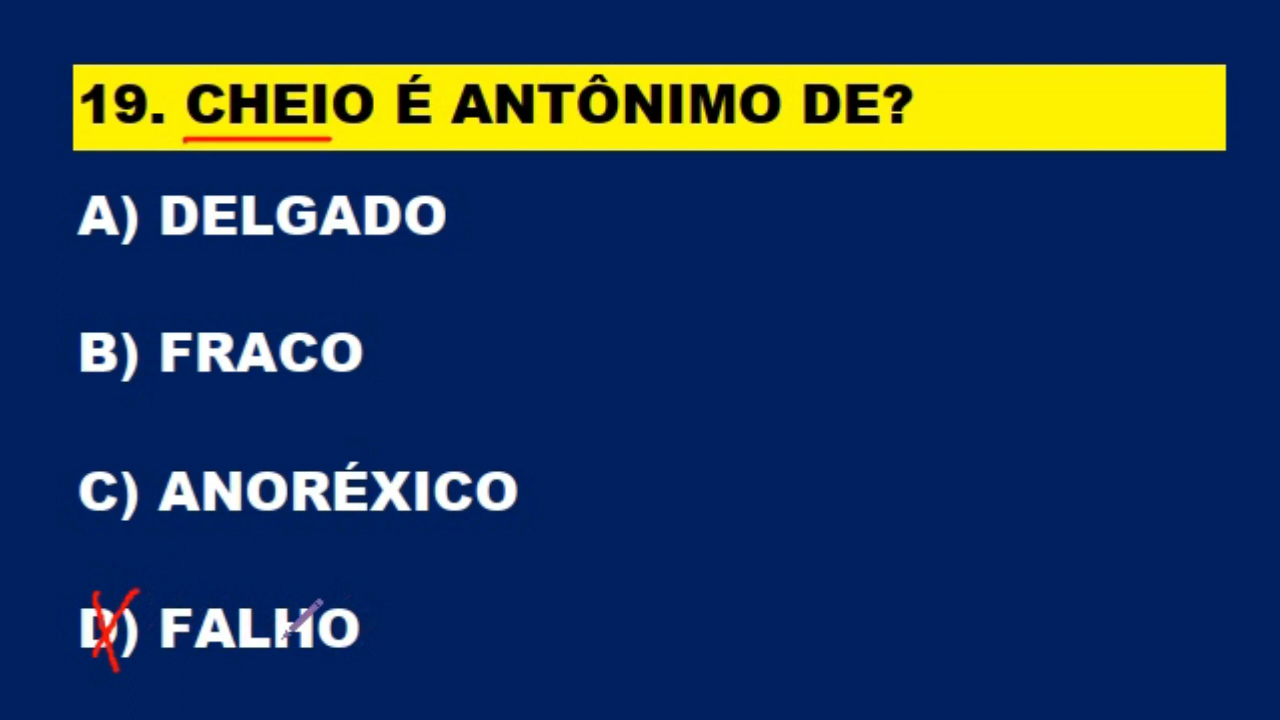 19. CHEIO É ANTÔNIMO DE?
A) DELGADO
B) FRACO
C) ANORÉXICO
D) FALHO